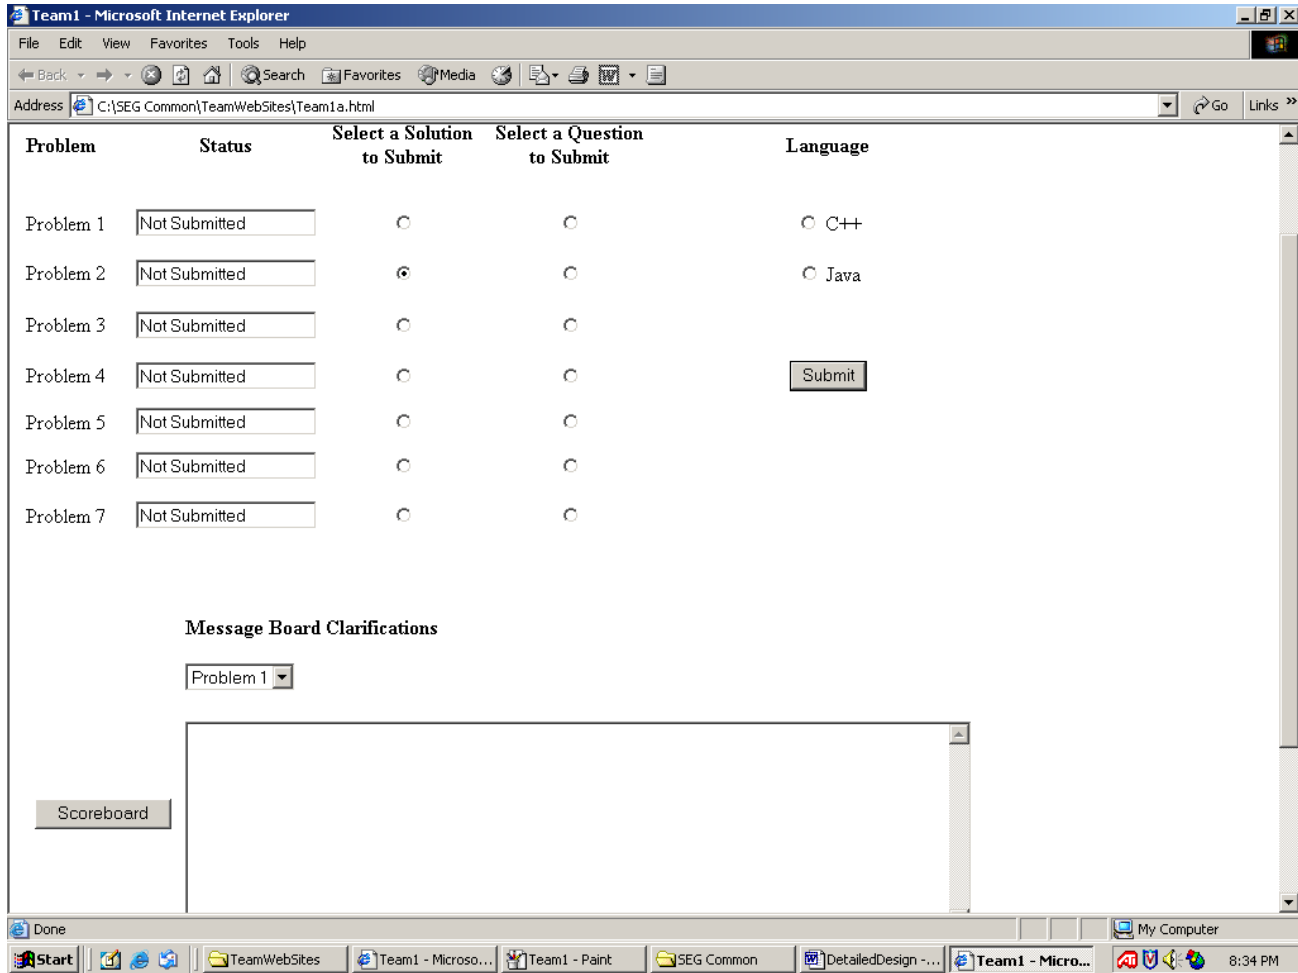 Team1 - Microsoft Internet Explorer
File Edit View Favorites Tools Help
Back Search Favorites Media
Address C:\SEG Common\TeamWebSites\Team1a.html Go Links »
Problem Status Select a Solution to Submit Select a Question to Submit Language
Problem 1 Not Submitted C++
Problem 2 Not Submitted Java
Problem 3 Not Submitted
Problem 4 Not Submitted Submit
Problem 5 Not Submitted
Problem 6 Not Submitted
Problem 7 Not Submitted
Message Board Clarifications
Problem 1
Scoreboard
Done My Computer
Start TeamWebSites Team1 - Microso... Team1 - Paint SEG Common DetailedDesign -... Team1 - Micro... 8:34 PM